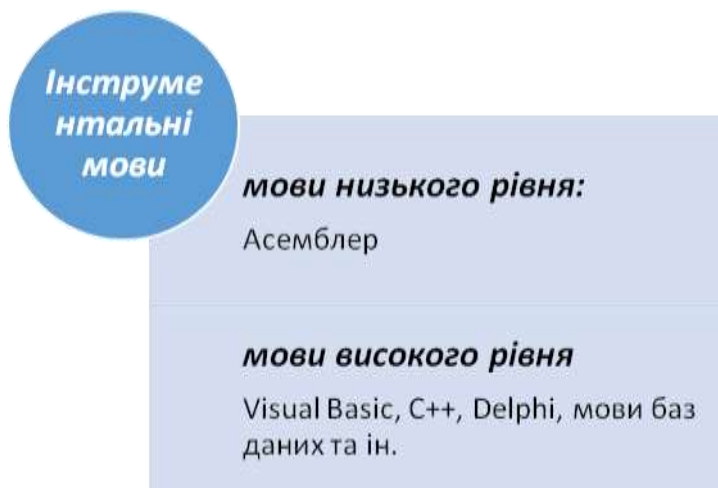 Інструме
нтальні
мови
мови низького рівня:
Асемблер
мови високого рівня
Visual Basic, C++, Delphi, мови баз
даних та ін.